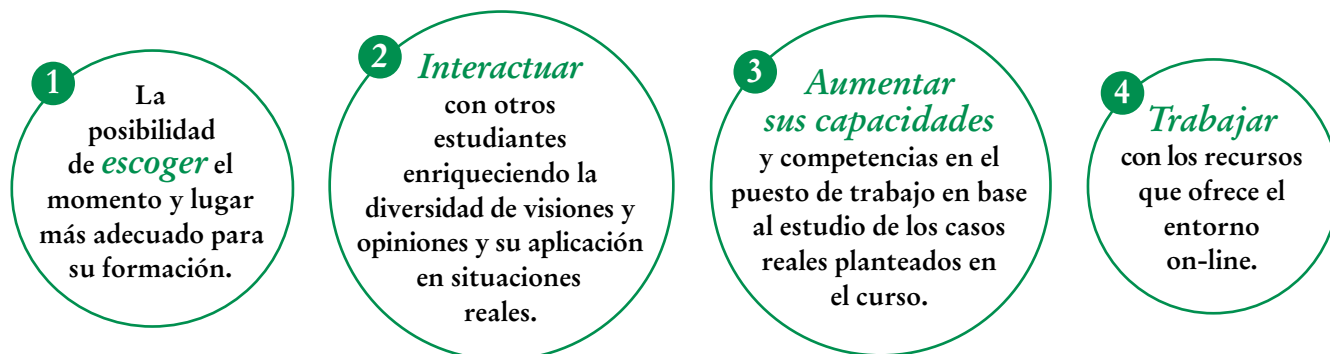 1
La
posibilidad
de escoger el
momento y lugar
más adecuado para
su formación.
2
Interactuar
con otros
estudiantes
enriqueciendo la
diversidad de visiones y
opiniones y su aplicación
en situaciones
reales.
3
Aumentar
sus capacidades
y competencias en el
puesto de trabajo en base
al estudio de los casos
reales planteados en
el curso.
4
Trabajar
con los recursos
que ofrece el
entorno
on-line.